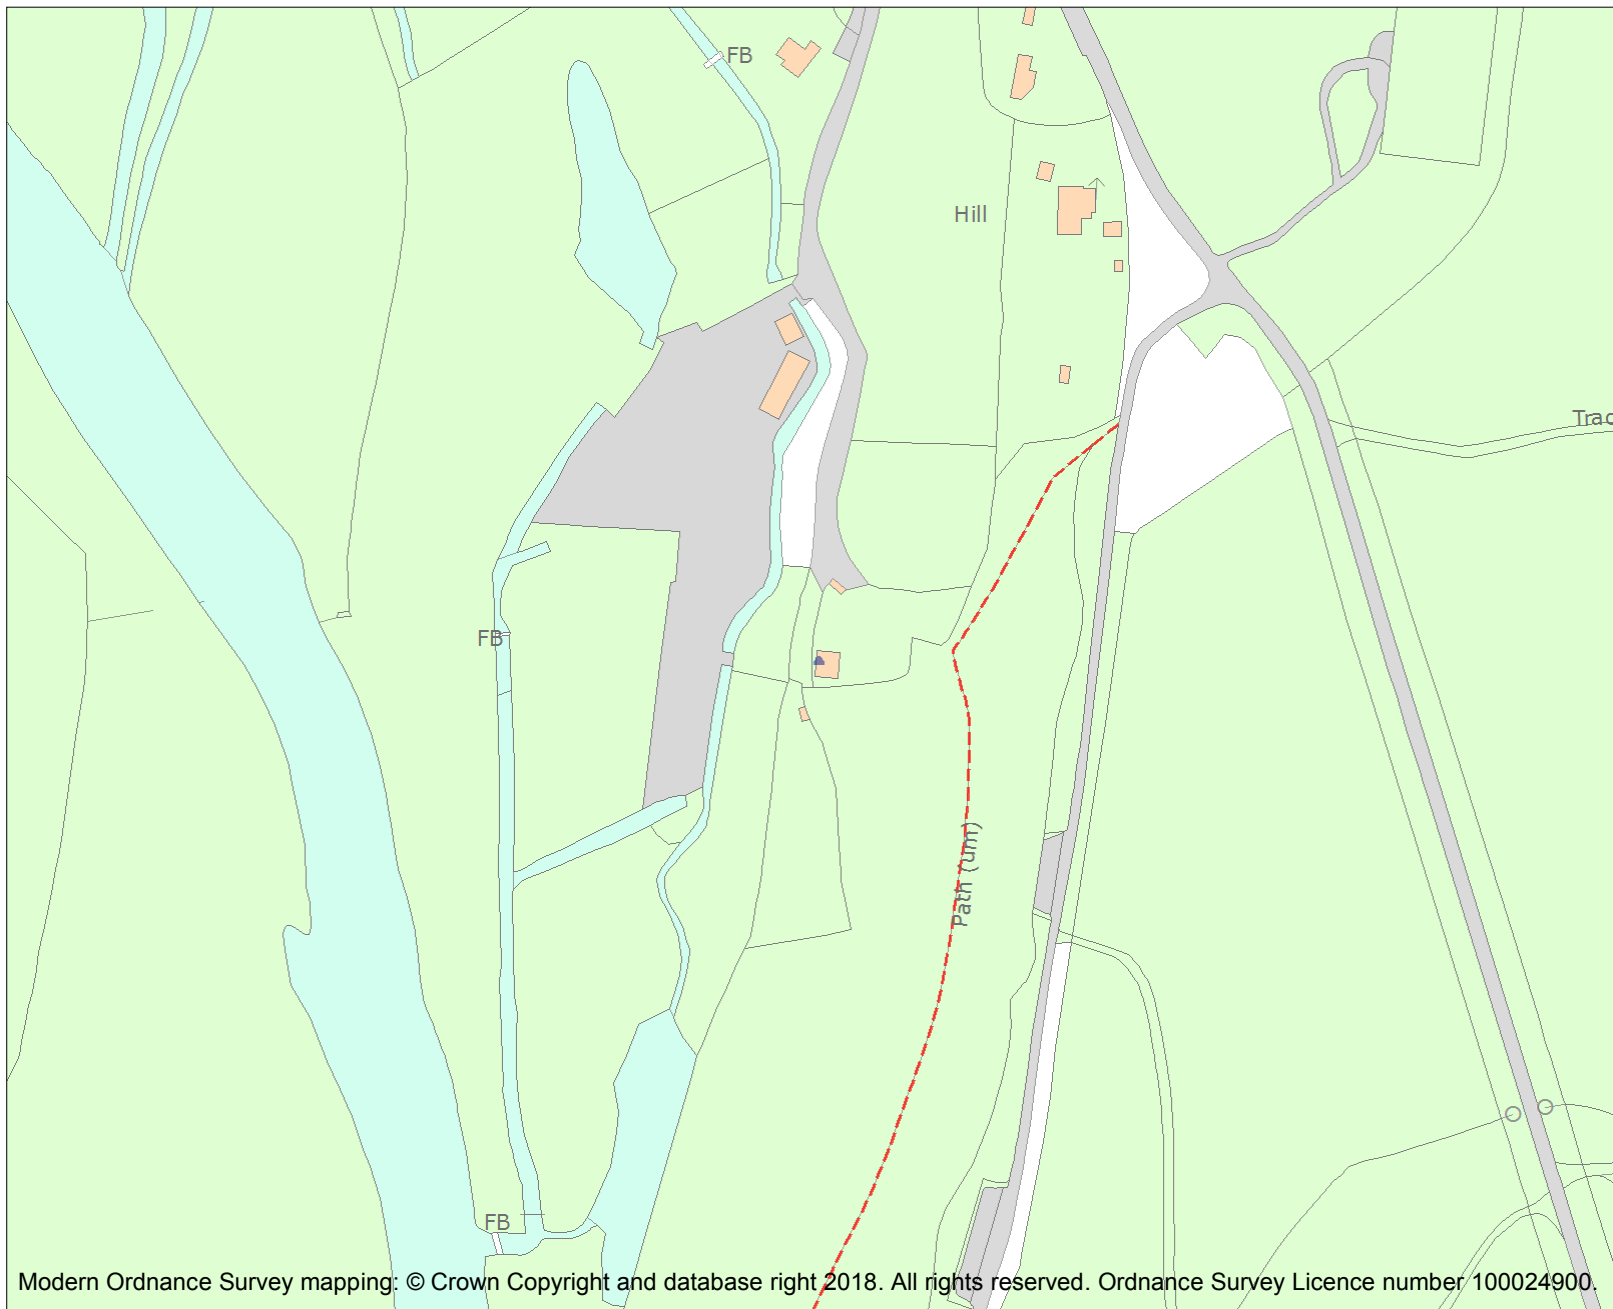 FB
Hill
Trac
FB
Path (um)
FB
Modern Ordnance Survey mapping: © Crown Copyright and database right 2018. All rights reserved. Ordnance Survey Licence number 100024900.